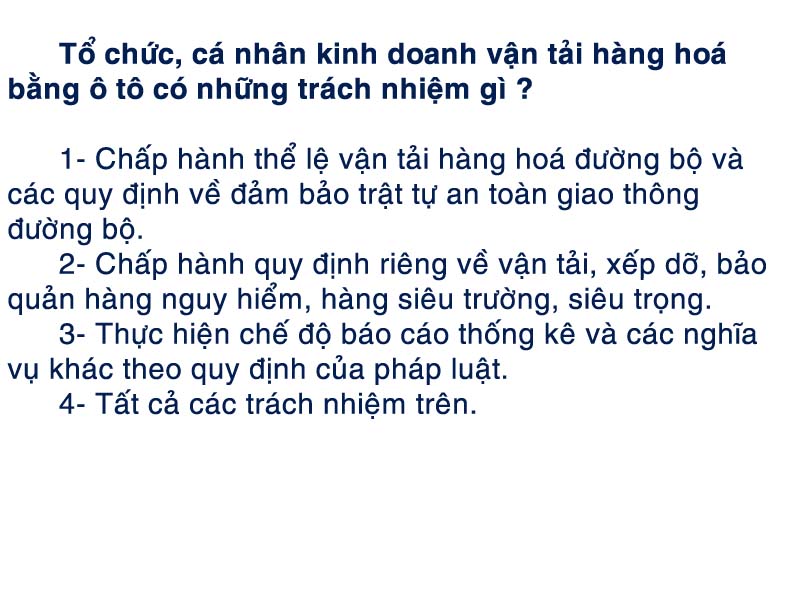 Tổ chức, cá nhân kinh doanh vận tải hàng hoá
bằng ô tô có những trách nhiệm gì ?
1- Chấp hành thể lệ vận tải hàng hoá đường bộ và
các quy định về đảm bảo trật tự an toàn giao thông
đường bộ.
2- Chấp hành quy định riêng về vận tải, xếp dỡ, bảo
quản hàng nguy hiểm, hàng siêu trường, siêu trọng.
3- Thực hiện chế độ báo cáo thống kê và các nghĩa
vụ khác theo quy định của pháp luật.
4- Tất cả các trách nhiệm trên.